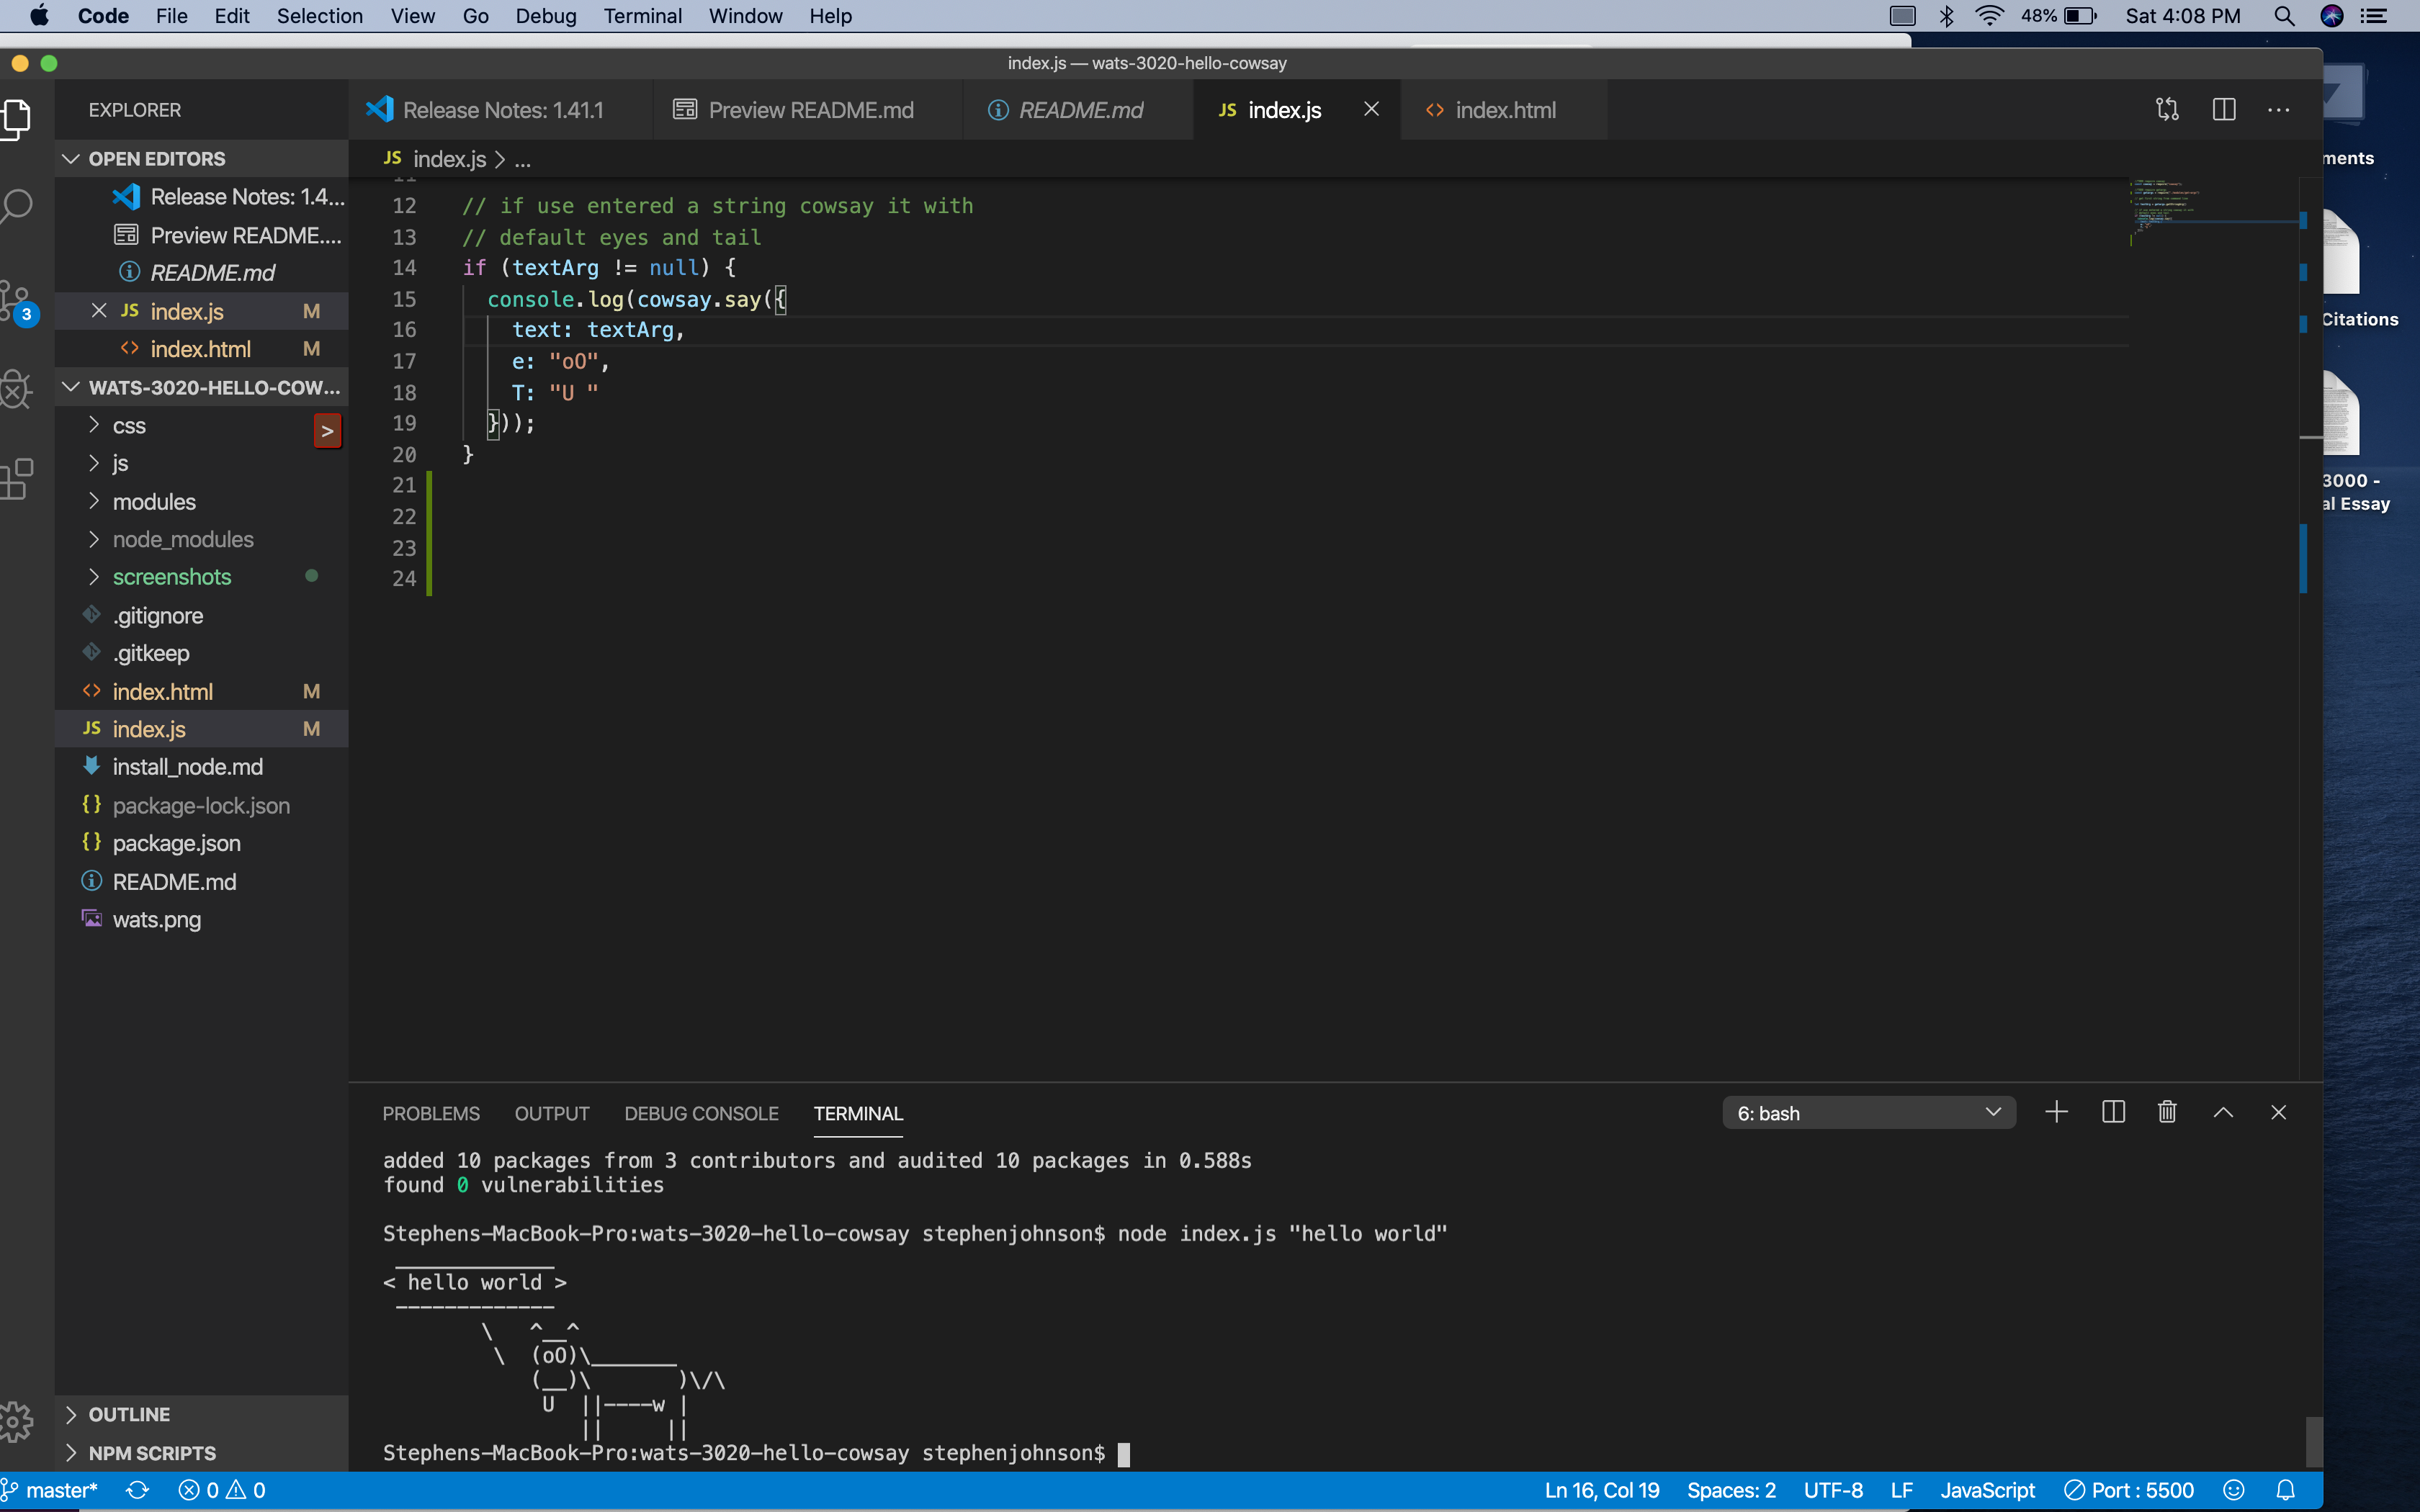 Code File Edit Selection View Go Debug Terminal Window Help 48% Sat 4:08 PM
index.js — wats-3020-hello-cowsay
EXPLORER
Release Notes: 1.41.1 Preview README.md README.md JS index.js index.html
OPEN EDITORS
JS index.js > ...
Release Notes: 1.4...
Preview README....
README.md
JS index.js M
index.html M
WATS-3020-HELLO-COW...
css
js
modules
node_modules
screenshots
.gitignore
.gitkeep
index.html M
JS index.js M
install_node.md
{} package-lock.json
{} package.json
README.md
wats.png
OUTLINE
NPM SCRIPTS
3
11
12 // if use entered a string cowsay it with
13 // default eyes and tail
14 if (textArg != null) {
15 console.log(cowsay.say({
16 text: textArg,
17 e: "oO",
18 T: "U "
19 }));
20 }
21
22
23
24
ments
Citations
3000 -
al Essay
PROBLEMS OUTPUT DEBUG CONSOLE TERMINAL 6: bash
added 10 packages from 3 contributors and audited 10 packages in 0.588s
found 0 vulnerabilities
Stephens-MacBook-Pro:wats-3020-hello-cowsay stephenjohnson$ node index.js "hello world"
 _____________
< hello world >
 -------------
        \   ^__^
         \  (oO)\_______
            (__)\       )\/\
             U  ||----w |
                ||     ||
Stephens-MacBook-Pro:wats-3020-hello-cowsay stephenjohnson$
master* 0 0 Ln 16, Col 19 Spaces: 2 UTF-8 LF JavaScript Port : 5500